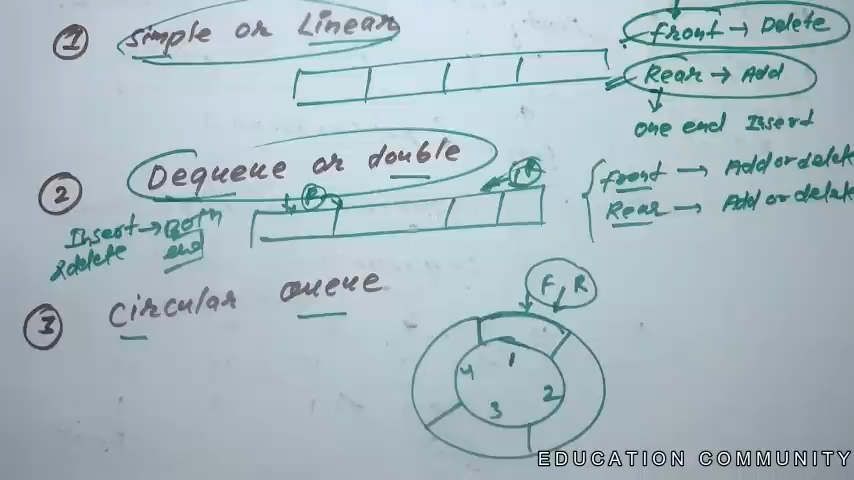 1 simple or Linear
Front → Delete
Rear → Add
one end Insert
2 Dequeue or double
Insert → Both
& delete end
R
Front → Add or delete
Rear → Add or delete
3 Circular queue
F R
1
2
3
4
EDUCATION COMMUNITY